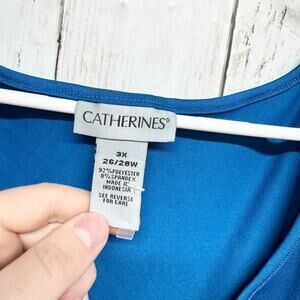 CATHERINES®
3X
26/28W
92%POLYESTER
8%SPANDEX
MADE IN
INDONESIA
SEE REVERSE
FOR CARE